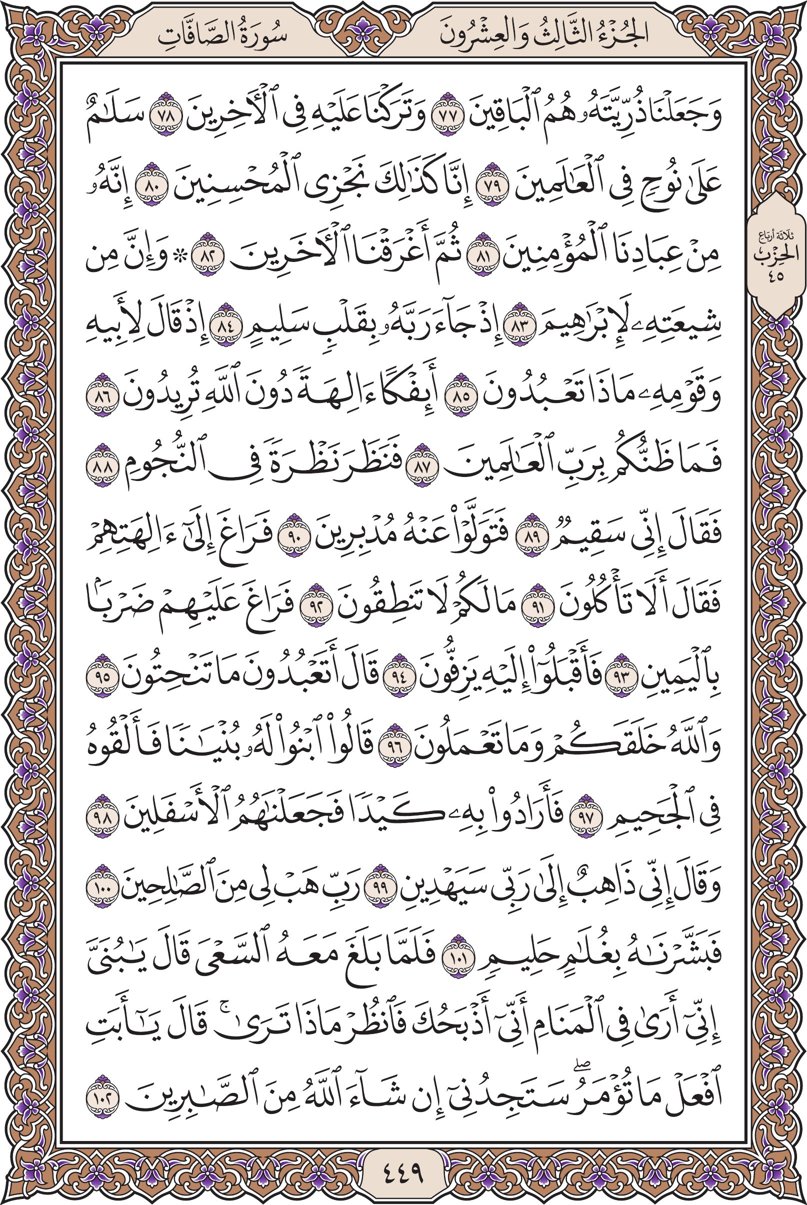 الجُزْءُ الثَّالِثُ وَالعِشْرُونَ
سُورَةُ الصَّافَّاتِ
وَجَعَلْنَا ذُرِّيَّتَهُۥ هُمُ ٱلْبَاقِينَ ٧٧ وَتَرَكْنَا عَلَيْهِ فِى ٱلْأَخِرِينَ ٧٨ سَلَٰمٌ
عَلَىٰ نُوحٍ فِى ٱلْعَٰلَمِينَ ٧٩ إِنَّا كَذَٰلِكَ نَجْزِى ٱلْمُحْسِنِينَ ٨٠ إِنَّهُۥ
مِنْ عِبَادِنَا ٱلْمُؤْمِنِينَ ٨١ ثُمَّ أَغْرَقْنَا ٱلْأَخَرِينَ ٨٢ ۞ وَإِنَّ مِن
شِيعَتِهِۦ لَإِبْرَٰهِيمَ ٨٣ إِذْ جَآءَ رَبَّهُۥ بِقَلْبٍ سَلِيمٍ ٨٤ إِذْ قَالَ لِأَبِيهِ
وَقَوْمِهِۦ مَاذَا تَعْبُدُونَ ٨٥ أَئِفْكًا ءَالِهَةً دُونَ ٱللَّهِ تُرِيدُونَ ٨٦
فَمَا ظَنُّكُم بِرَبِّ ٱلْعَٰلَمِينَ ٨٧ فَنَظَرَ نَظْرَةً فِى ٱلنُّجُومِ ٨٨
فَقَالَ إِنِّى سَقِيمٌ ٨٩ فَتَوَلَّوْا۟ عَنْهُ مُدْبِرِينَ ٩٠ فَرَاغَ إِلَىٰٓ ءَالِهَتِهِمْ
فَقَالَ أَلَا تَأْكُلُونَ ٩١ مَا لَكُمْ لَا تَنطِقُونَ ٩٢ فَرَاغَ عَلَيْهِمْ ضَرْبًۢا
بِٱلْيَمِينِ ٩٣ فَأَقْبَلُوٓا۟ إِلَيْهِ يَزِفُّونَ ٩٤ قَالَ أَتَعْبُدُونَ مَا تَنْحِتُونَ ٩٥
وَٱللَّهُ خَلَقَكُمْ وَمَا تَعْمَلُونَ ٩٦ قَالُوا۟ ٱبْنُوا۟ لَهُۥ بُنْيَٰنًا فَأَلْقُوهُ
فِى ٱلْجَحِيمِ ٩٧ فَأَرَادُوا۟ بِهِۦ كَيْدًا فَجَعَلْنَٰهُمُ ٱلْأَسْفَلِينَ ٩٨
وَقَالَ إِنِّى ذَاهِبٌ إِلَىٰ رَبِّى سَيَهْدِينِ ٩٩ رَبِّ هَبْ لِى مِنَ ٱلصَّٰلِحِينَ ١٠٠
فَبَشَّرْنَٰهُ بِغُلَٰمٍ حَلِيمٍ ١٠١ فَلَمَّا بَلَغَ مَعَهُ ٱلسَّعْىَ قَالَ يَٰبُنَىَّ
إِنِّىٓ أَرَىٰ فِى ٱلْمَنَامِ أَنِّىٓ أَذْبَحُكَ فَٱنظُرْ مَاذَا تَرَىٰۚ قَالَ يَٰٓأَبَتِ
ٱفْعَلْ مَا تُؤْمَرُۖ سَتَجِدُنِىٓ إِن شَآءَ ٱللَّهُ مِنَ ٱلصَّٰبِرِينَ ١٠٢
ثلاثة أرباع
الحِزْب
٤٥
٤٤٩